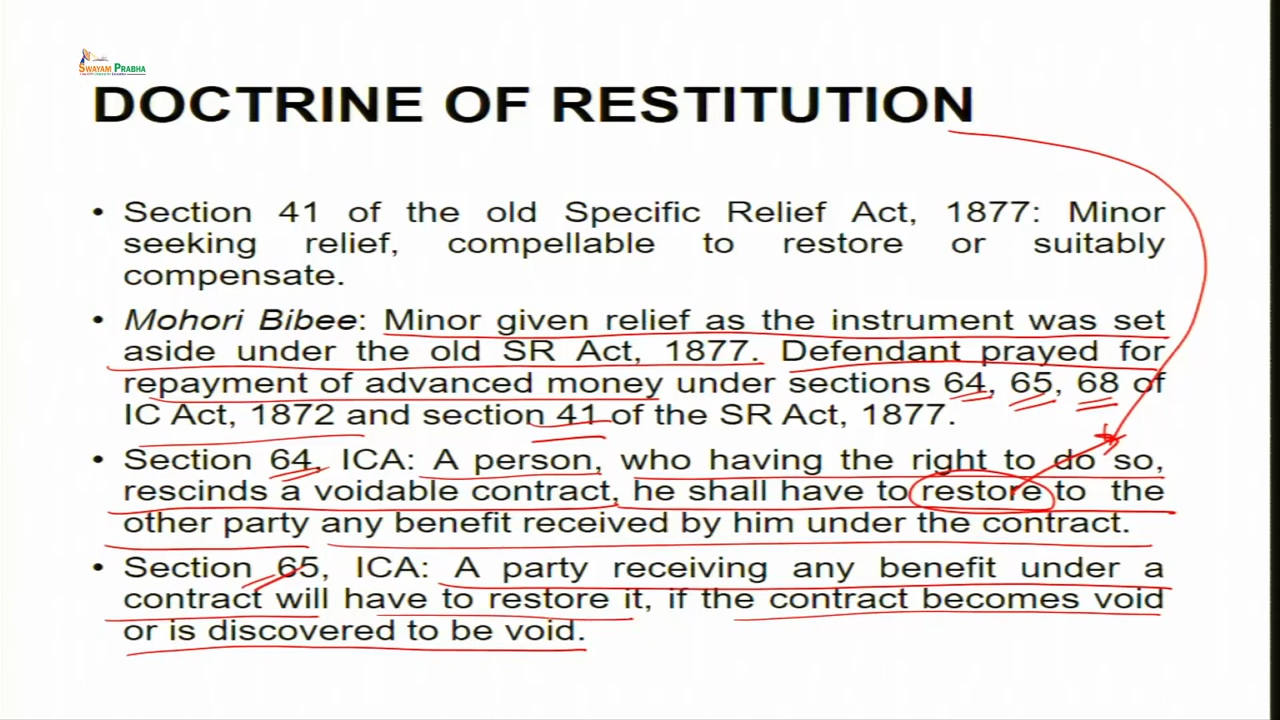 SWAYAM PRABHA
DOCTRINE OF RESTITUTION
• Section 41 of the old Specific Relief Act, 1877: Minor
seeking relief, compellable to restore or suitably
compensate.
• Mohori Bibee: Minor given relief as the instrument was set
aside under the old SR Act, 1877. Defendant prayed for
repayment of advanced money under sections 64, 65, 68 of
IC Act, 1872 and section 41 of the SR Act, 1877.
• Section 64, ICA: A person, who having the right to do so,
rescinds a voidable contract, he shall have to restore to the
other party any benefit received by him under the contract.
• Section 65, ICA: A party receiving any benefit under a
contract will have to restore it, if the contract becomes void
or is discovered to be void.